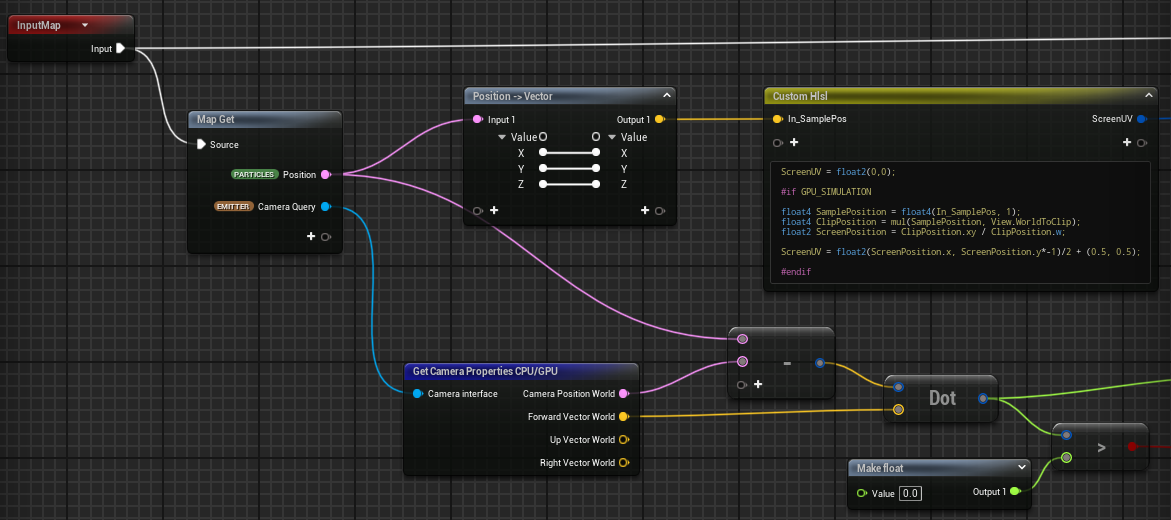 InputMap
Input
Map Get
Source
PARTICLES Position
EMITTER Camera Query
Position -> Vector
Input 1 Output 1
Value Value
X X
Y Y
Z Z
Custom Hlsl
In_SamplePos ScreenUV
ScreenUV = float2(0,0);
#if GPU_SIMULATION
float4 SamplePosition = float4(In_SamplePos, 1);
float4 ClipPosition = mul(SamplePosition, View.WorldToClip);
float2 ScreenPosition = ClipPosition.xy / ClipPosition.w;
ScreenUV = float2(ScreenPosition.x, ScreenPosition.y*-1)/2 + (0.5, 0.5);
#endif
Get Camera Properties CPU/GPU
Camera interface Camera Position World
Forward Vector World
Up Vector World
Right Vector World
-
Dot
>
Make float
Value 0.0 Output 1